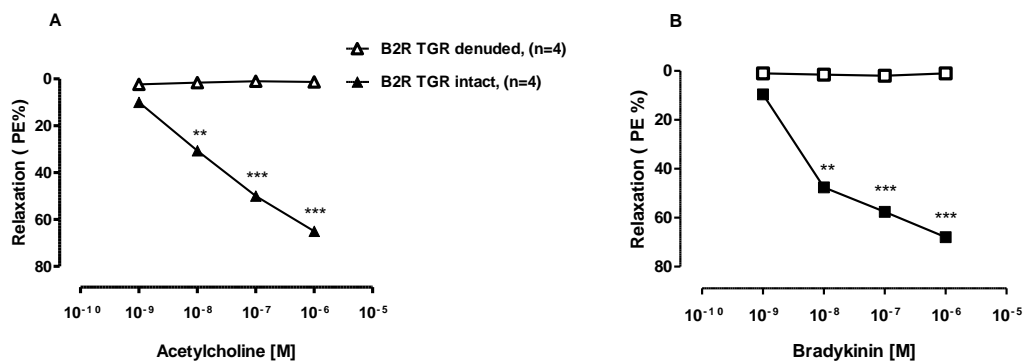 A
B2R TGR denuded, (n=4)
B2R TGR intact, (n=4)
Relaxation ( PE%)
0
20
40
60
80
**
***
***
10⁻¹⁰ 10⁻⁹ 10⁻⁸ 10⁻⁷ 10⁻⁶ 10⁻⁵
Acetylcholine [M]
B
Relaxation ( PE %)
0
20
40
60
80
**
***
***
10⁻¹⁰ 10⁻⁹ 10⁻⁸ 10⁻⁷ 10⁻⁶ 10⁻⁵
Bradykinin [M]